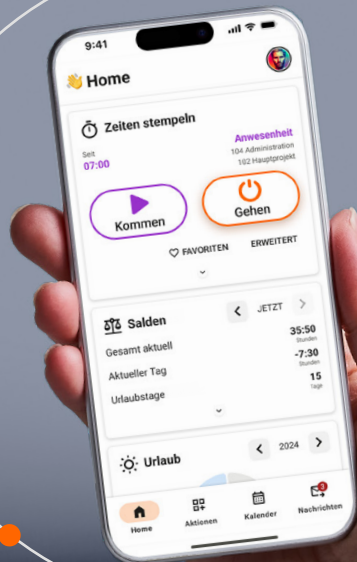 9:41
👋 Home
Zeiten stempeln
Seit
07:00
Anwesenheit
104 Administration
102 Hauptprojekt
Kommen
Gehen
FAVORITEN ERWEITERT
Salden
JETZT
Gesamt aktuell 35:50
Stunden
Aktueller Tag -7:30
Stunden
Urlaubstage 15
Tage
Urlaub
2024
Home Aktionen Kalender Nachrichten
3